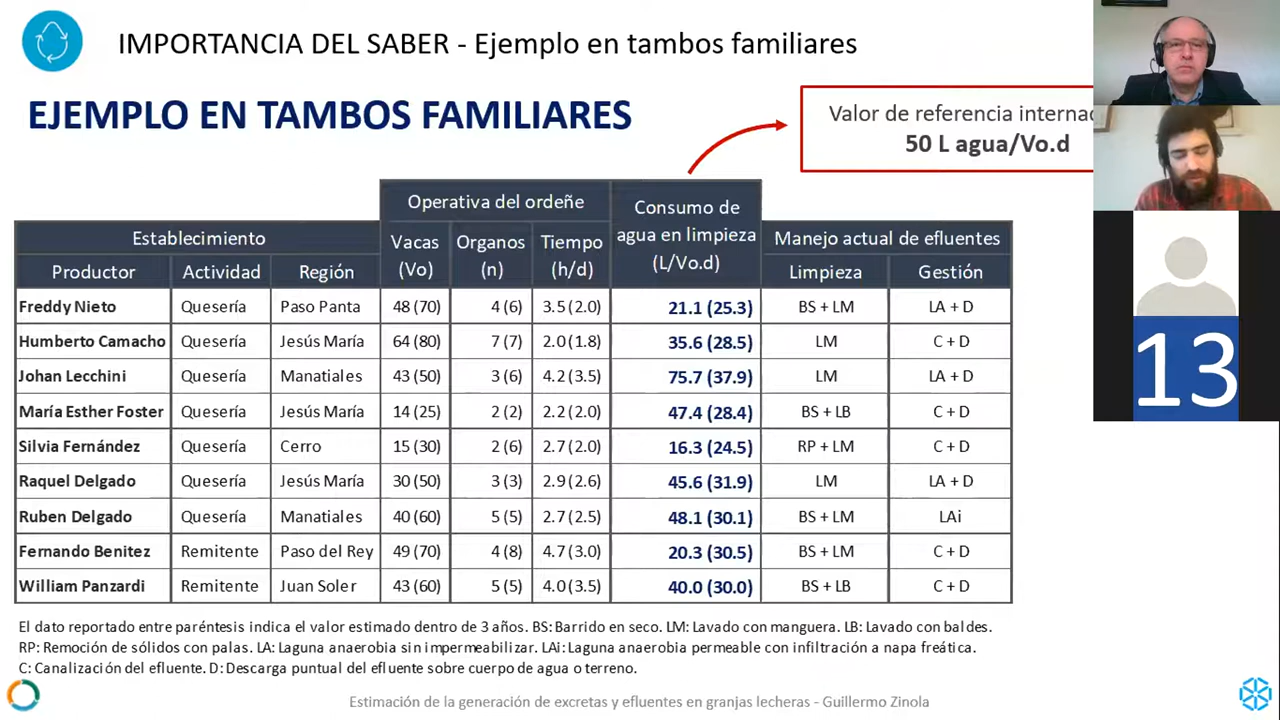 IMPORTANCIA DEL SABER - Ejemplo en tambos familiares
EJEMPLO EN TAMBOS FAMILIARES
Valor de referencia
50 L agua/Vo.d
Operativa del ordeñe
Consumo de agua en limpieza (L/Vo.d)
Establecimiento
Manejo actual de efluentes
Productor Actividad Región Vacas (Vo) Organos (n) Tiempo (h/d) Limpieza Gestión
Freddy Nieto Quesería Paso Panta 48 (70) 4 (6) 3.5 (2.0) 21.1 (25.3) BS + LM LA + D
Humberto Camacho Quesería Jesús María 64 (80) 7 (7) 2.0 (1.8) 35.6 (28.5) LM C + D
Johan Lecchini Quesería Manatiales 43 (50) 3 (6) 4.2 (3.5) 75.7 (37.9) LM LA + D
María Esther Foster Quesería Jesús María 14 (25) 2 (2) 2.2 (2.0) 47.4 (28.4) BS + LB C + D
Silvia Fernández Quesería Cerro 15 (30) 2 (6) 2.7 (2.0) 16.3 (24.5) RP + LM C + D
Raquel Delgado Quesería Jesús María 30 (50) 3 (3) 2.9 (2.6) 45.6 (31.9) LM LA + D
Ruben Delgado Quesería Manatiales 40 (60) 5 (5) 2.7 (2.5) 48.1 (30.1) BS + LM LAi
Fernando Benitez Remitente Paso del Rey 49 (70) 4 (8) 4.7 (3.0) 20.3 (30.5) BS + LM C + D
William Panzardi Remitente Juan Soler 43 (60) 5 (5) 4.0 (3.5) 40.0 (30.0) BS + LB C + D
El dato reportado entre paréntesis indica el valor estimado dentro de 3 años. BS: Barrido en seco. LM: Lavado con manguera. LB: Lavado con baldes.
RP: Remoción de sólidos con palas. LA: Laguna anaerobia sin impermeabilizar. LAi: Laguna anaerobia permeable con infiltración a napa freática.
C: Canalización del efluente. D: Descarga puntual del efluente sobre cuerpo de agua o terreno.
Estimación de la generación de excretas y efluentes en granjas lecheras - Guillermo Zinola
13